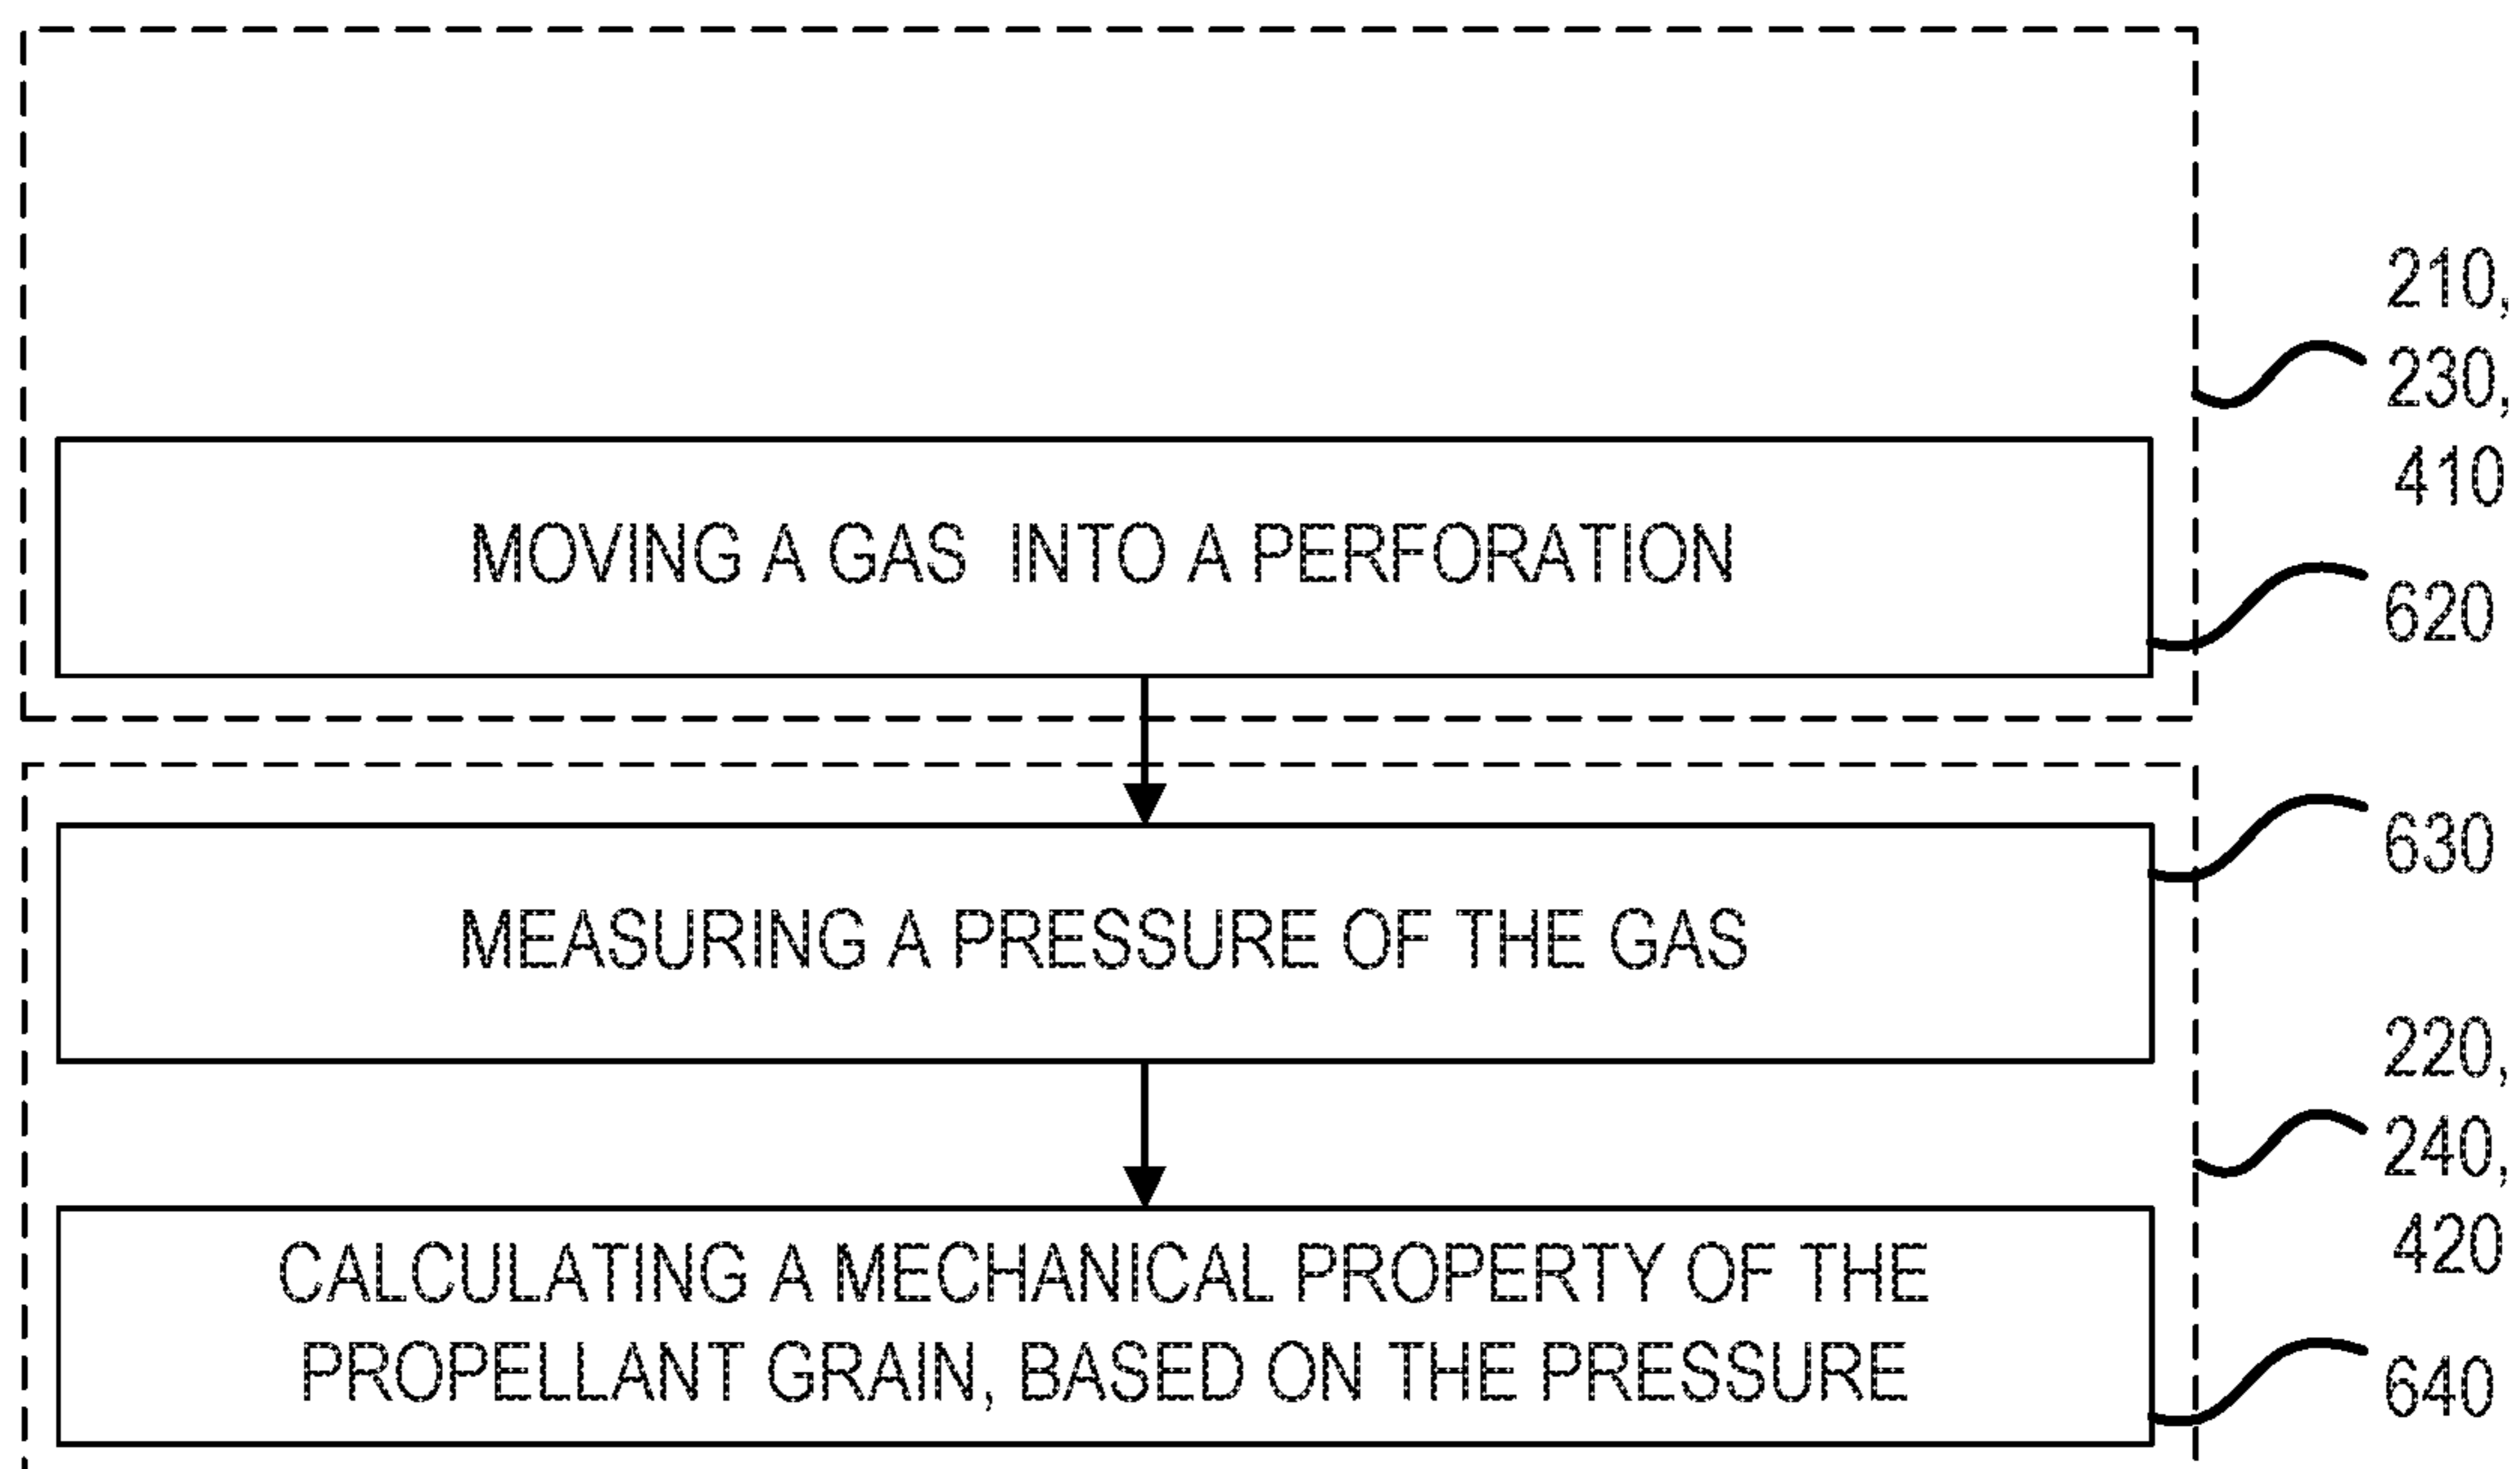 210,
230,
410
MOVING A GAS INTO A PERFORATION
620
630
MEASURING A PRESSURE OF THE GAS
220,
240,
420
CALCULATING A MECHANICAL PROPERTY OF THE
PROPELLANT GRAIN, BASED ON THE PRESSURE
640